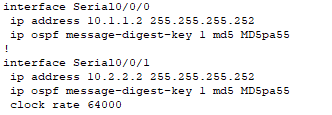 interface Serial0/0/0
 ip address 10.1.1.2 255.255.255.252
 ip ospf message-digest-key 1 md5 MD5pa55
!
interface Serial0/0/1
 ip address 10.2.2.2 255.255.255.252
 ip ospf message-digest-key 1 md5 MD5pa55
 clock rate 64000